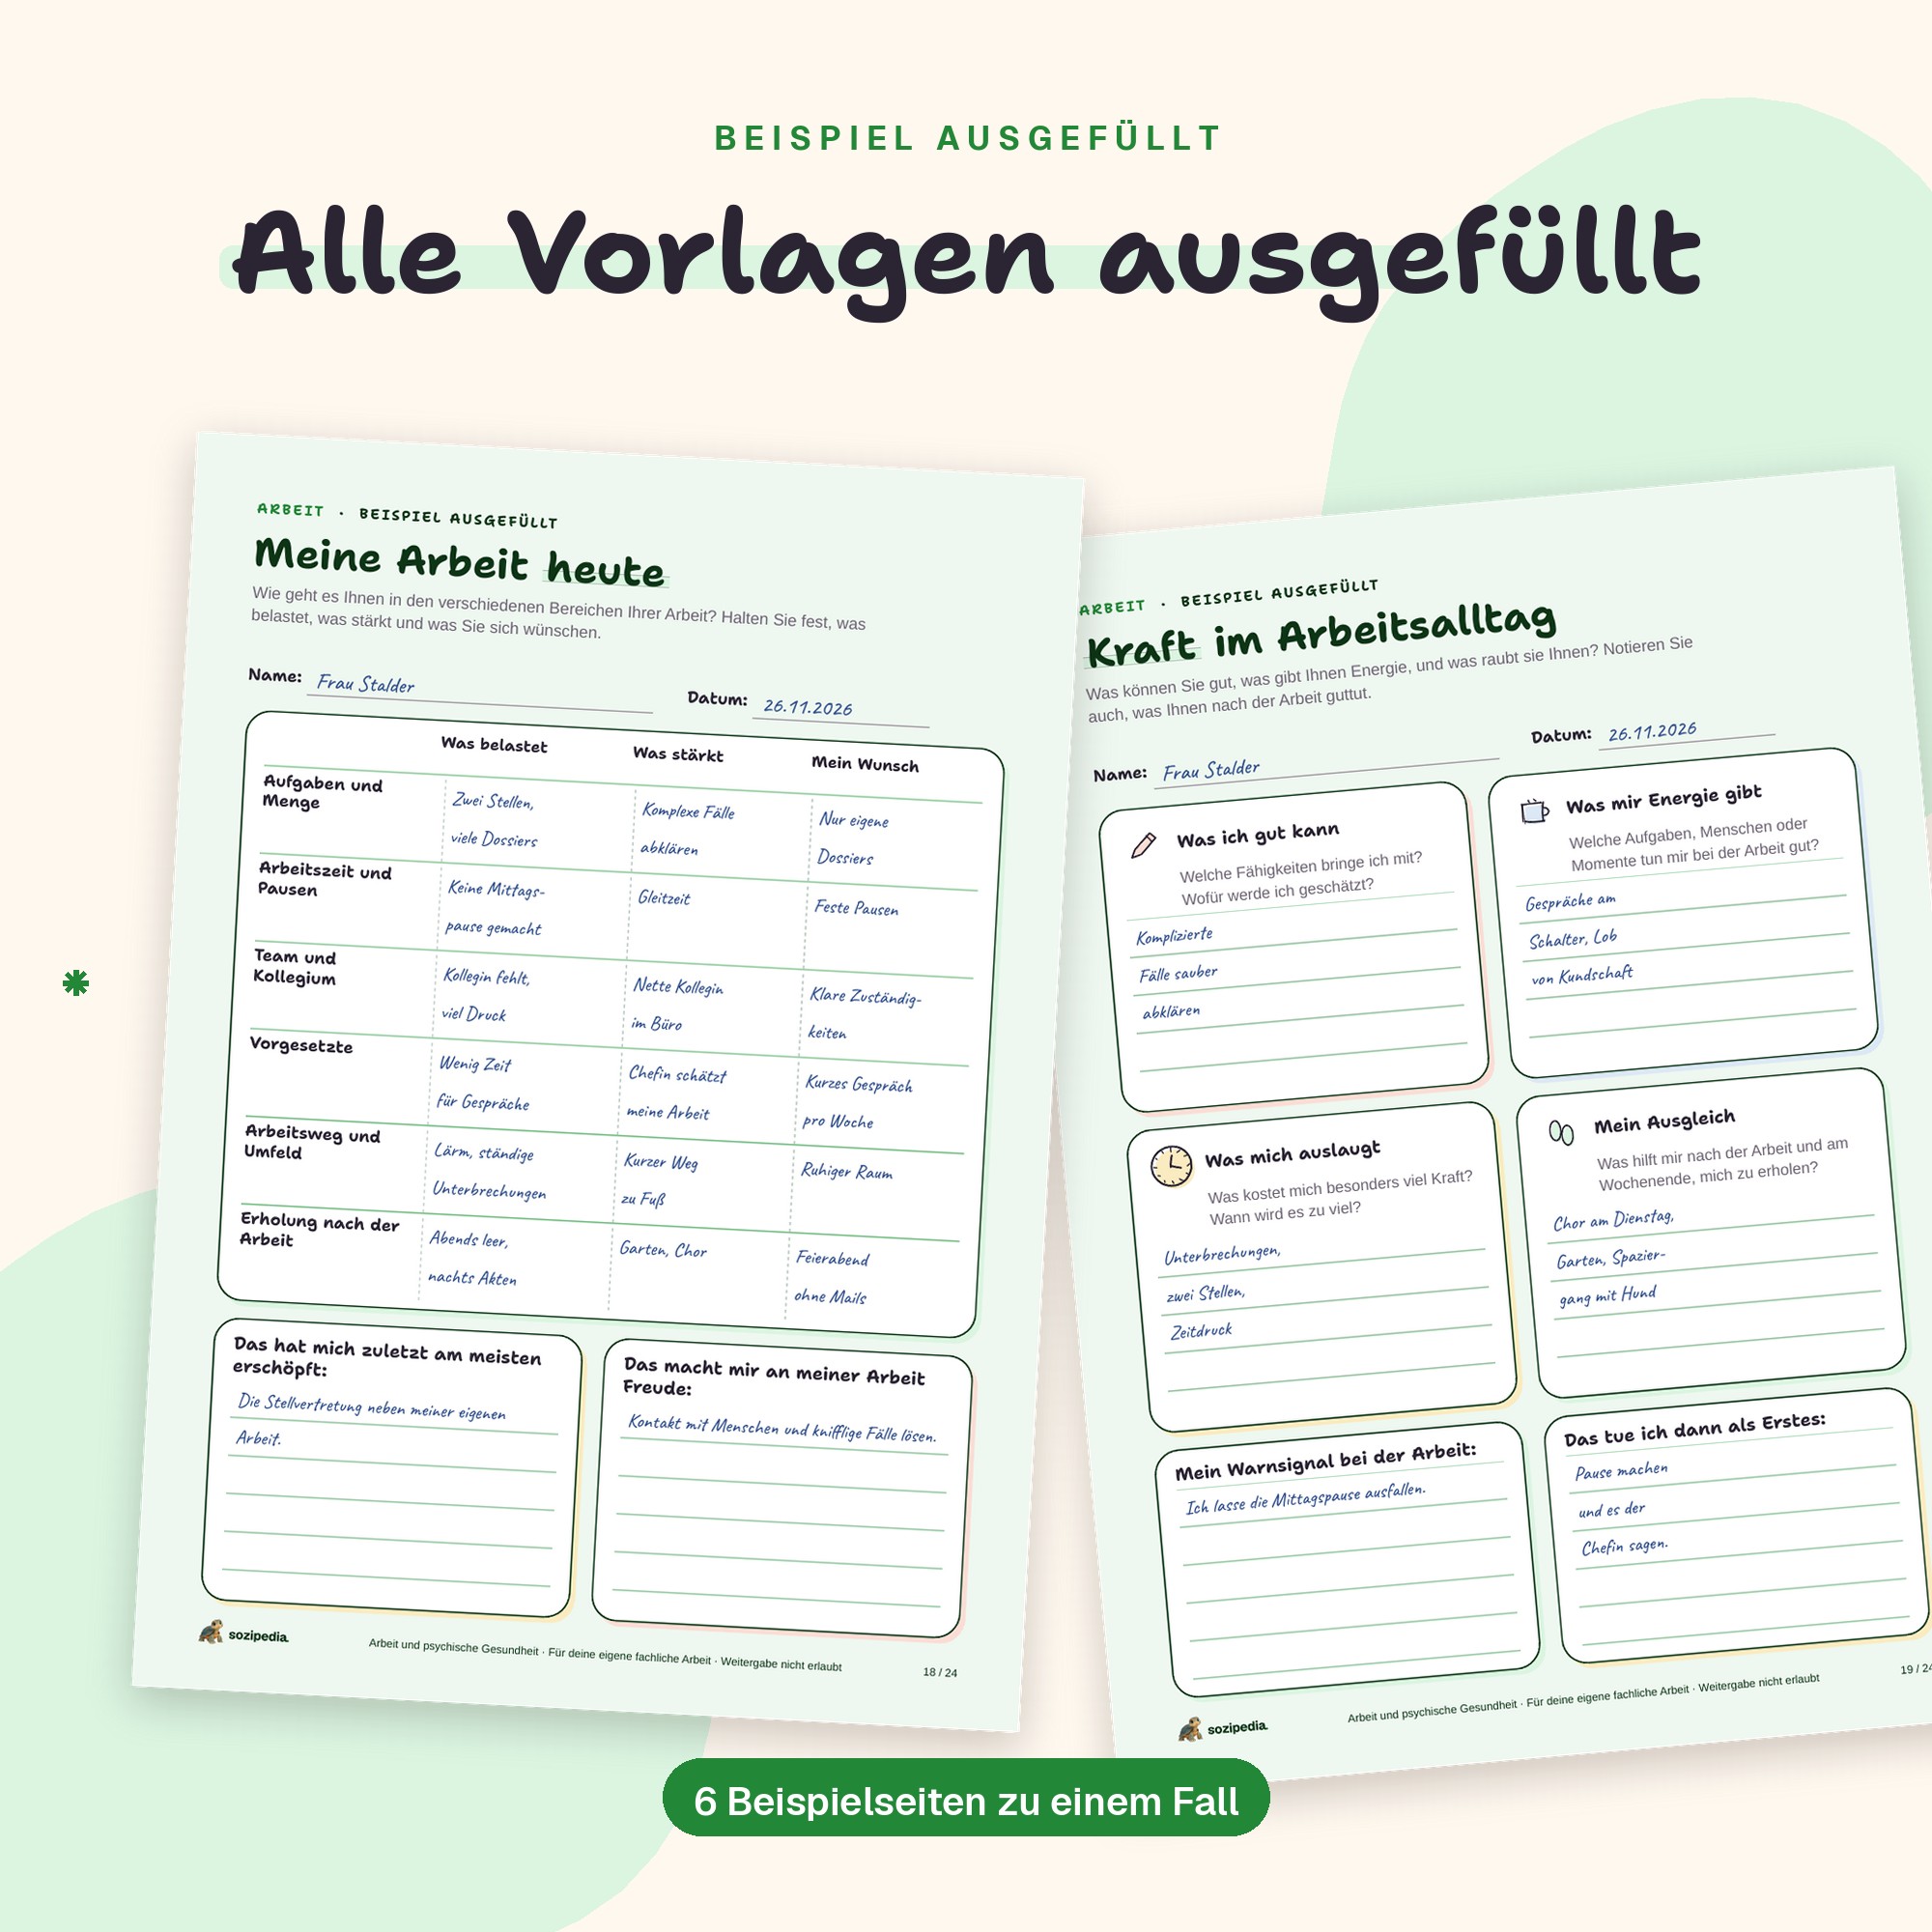 BEISPIEL AUSGEFÜLLT
Alle Vorlagen ausgefüllt
ARBEIT · BEISPIEL AUSGEFÜLLT
Meine Arbeit heute
Wie geht es Ihnen in den verschiedenen Bereichen Ihrer Arbeit? Halten Sie fest, was
belastet, was stärkt und was Sie sich wünschen.
Name: Frau Stalder Datum: 26.11.2026
Was belastet Was stärkt Mein Wunsch
Aufgaben und
Menge
Zwei Stellen,
viele Dossiers
Komplexe Fälle
abklären
Nur eigene
Dossiers
Arbeitszeit und
Pausen
Keine Mittags-
pause gemacht
Gleitzeit
Feste Pausen
Team und
Kollegium
Kollegin fehlt,
viel Druck
Nette Kollegin
im Büro
Klare Zuständig-
keiten
Vorgesetzte
Wenig Zeit
für Gespräche
Chefin schätzt
meine Arbeit
Kurzes Gespräch
pro Woche
Arbeitsweg und
Umfeld
Lärm, ständige
Unterbrechungen
Kurzer Weg
zu Fuß
Ruhiger Raum
Erholung nach der
Arbeit
Abends leer,
nachts Akten
Garten, Chor
Feierabend
ohne Mails
Das hat mich zuletzt am meisten
erschöpft:
Die Stellvertretung neben meiner eigenen
Arbeit.
Das macht mir an meiner Arbeit
Freude:
Kontakt mit Menschen und knifflige Fälle lösen.
sozipedia.
Arbeit und psychische Gesundheit · Für deine eigene fachliche Arbeit · Weitergabe nicht erlaubt
18 / 24
ARBEIT · BEISPIEL AUSGEFÜLLT
Kraft im Arbeitsalltag
Was können Sie gut, was gibt Ihnen Energie, und was raubt sie Ihnen? Notieren Sie
auch, was Ihnen nach der Arbeit guttut.
Name: Frau Stalder Datum: 26.11.2026
Was ich gut kann
Welche Fähigkeiten bringe ich mit?
Wofür werde ich geschätzt?
Komplizierte
Fälle sauber
abklären
Was mir Energie gibt
Welche Aufgaben, Menschen oder
Momente tun mir bei der Arbeit gut?
Gespräche am
Schalter, Lob
von Kundschaft
Was mich auslaugt
Was kostet mich besonders viel Kraft?
Wann wird es zu viel?
Unterbrechungen,
zwei Stellen,
Zeitdruck
Mein Ausgleich
Was hilft mir nach der Arbeit und am
Wochenende, mich zu erholen?
Chor am Dienstag,
Garten, Spazier-
gang mit Hund
Mein Warnsignal bei der Arbeit:
Ich lasse die Mittagspause ausfallen.
Das tue ich dann als Erstes:
Pause machen
und es der
Chefin sagen.
sozipedia.
Arbeit und psychische Gesundheit · Für deine eigene fachliche Arbeit · Weitergabe nicht erlaubt
19 / 24
6 Beispielseiten zu einem Fall